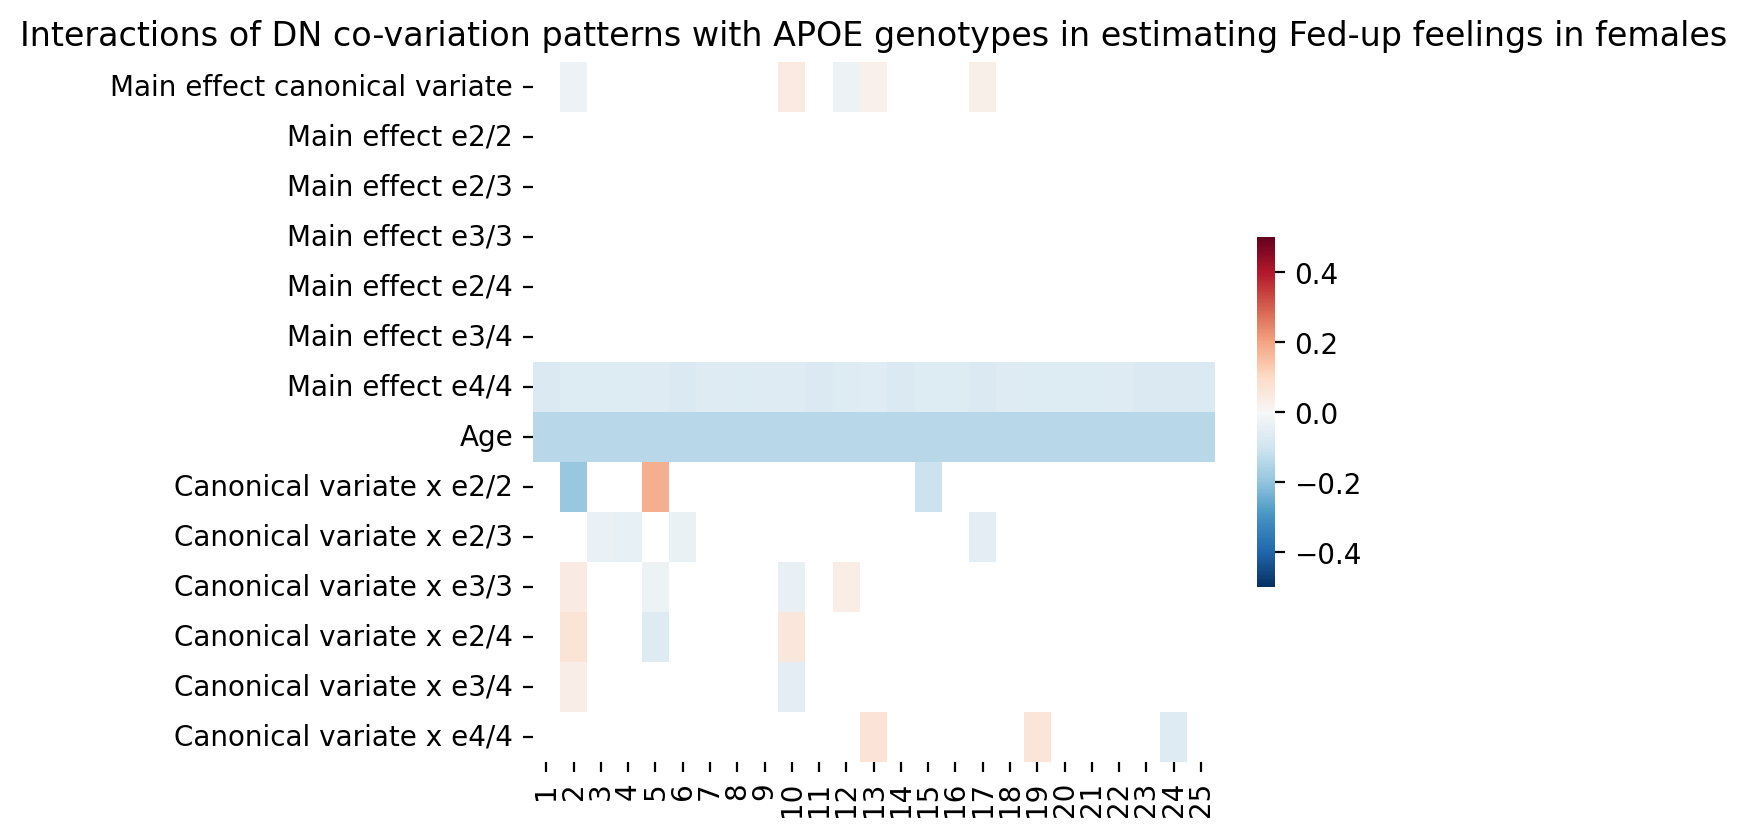 Interactions of DN co-variation patterns with APOE genotypes in estimating Fed-up feelings in females
Main effect canonical variate
Main effect e2/2
Main effect e2/3
Main effect e3/3
Main effect e2/4
Main effect e3/4
Main effect e4/4
Age
Canonical variate x e2/2
Canonical variate x e2/3
Canonical variate x e3/3
Canonical variate x e2/4
Canonical variate x e3/4
Canonical variate x e4/4
1 2 3 4 5 6 7 8 9 10 11 12 13 14 15 16 17 18 19 20 21 22 23 24 25
0.4
0.2
0.0
−0.2
−0.4